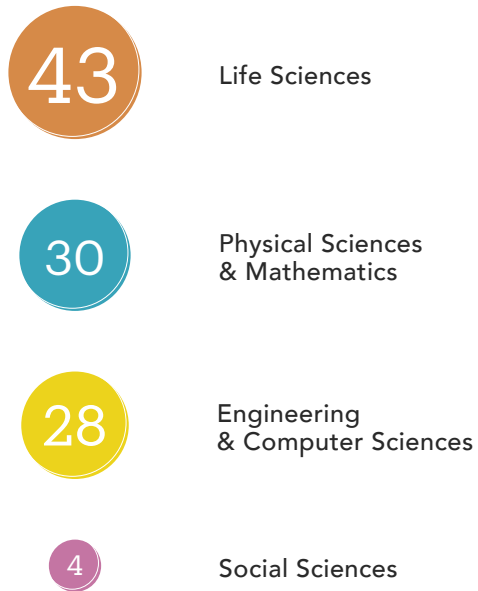 43
Life Sciences
30
Physical Sciences
& Mathematics
28
Engineering
& Computer Sciences
4
Social Sciences